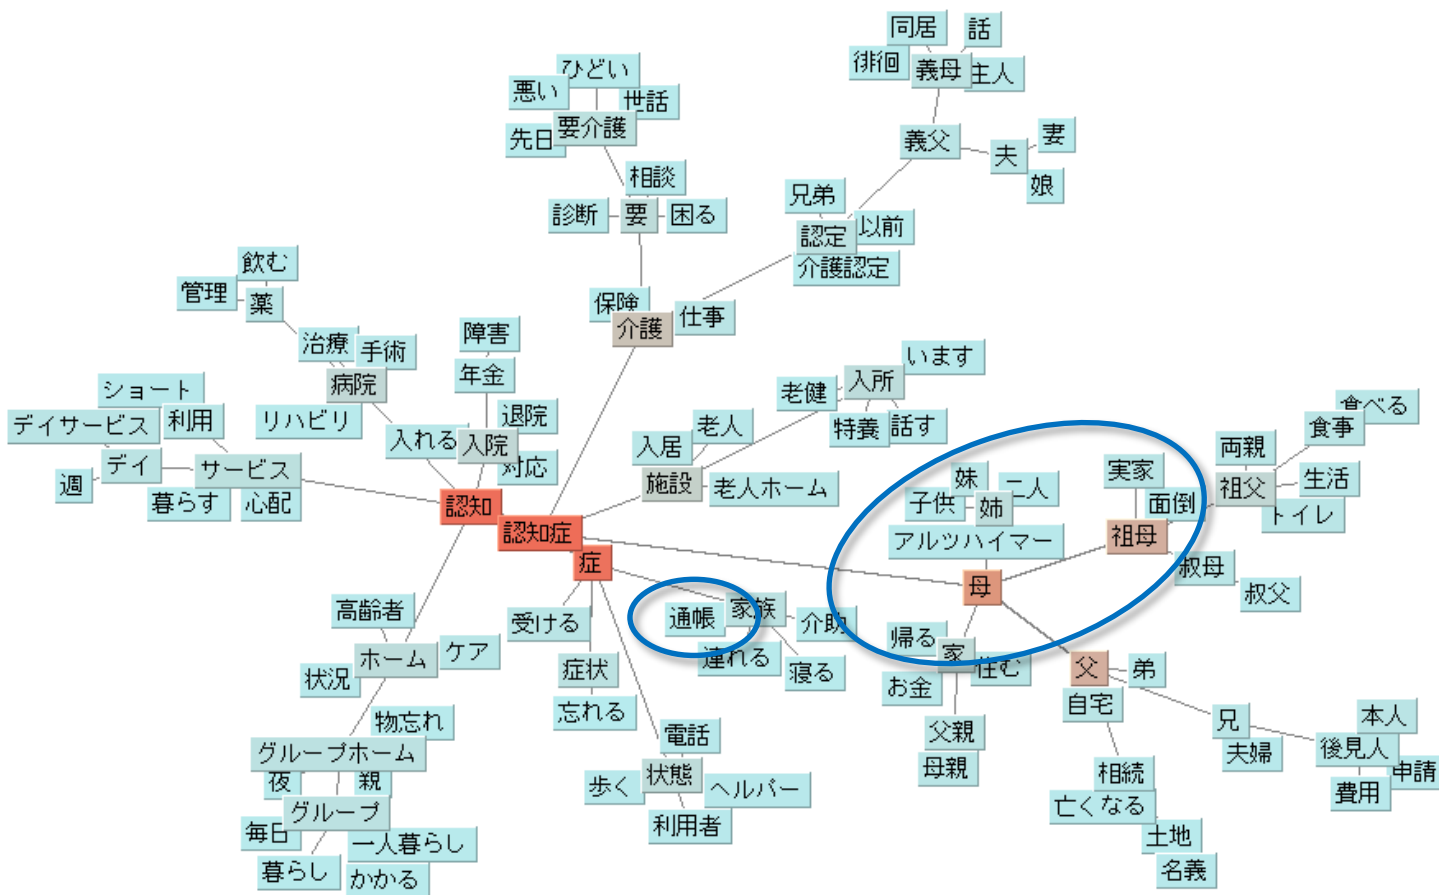 同居
話
徘徊
義母
主人
ひどい
悪い
世話
先日
要介護
義父
夫
妻
娘
相談
診断
要
困る
兄弟
以前
認定
介護認定
飲む
管理
薬
保険
介護
仕事
障害
治療
手術
病院
年金
います
入所
老健
ショート
デイサービス
利用
リハビリ
退院
入れる
入院
対応
老人
特養
話す
入居
食べる
食事
両親
デイ
サービス
週
暮らす
心配
施設
老人ホーム
実家
祖父
生活
トイレ
妹
二人
子供
姉
面倒
認知
認知症
アルツハイマー
祖母
症
母
叔母
叔父
高齢者
受ける
通帳
家族
介助
帰る
家
住む
ホーム
ケア
状況
症状
連れる
寝る
お金
父
弟
自宅
忘れる
物忘れ
電話
父親
母親
兄
夫婦
本人
後見人
申請
費用
グループホーム
夜
親
状態
歩く
ヘルパー
利用者
相続
亡くなる
グループ
毎日
一人暮らし
暮らし
かかる
土地
名義